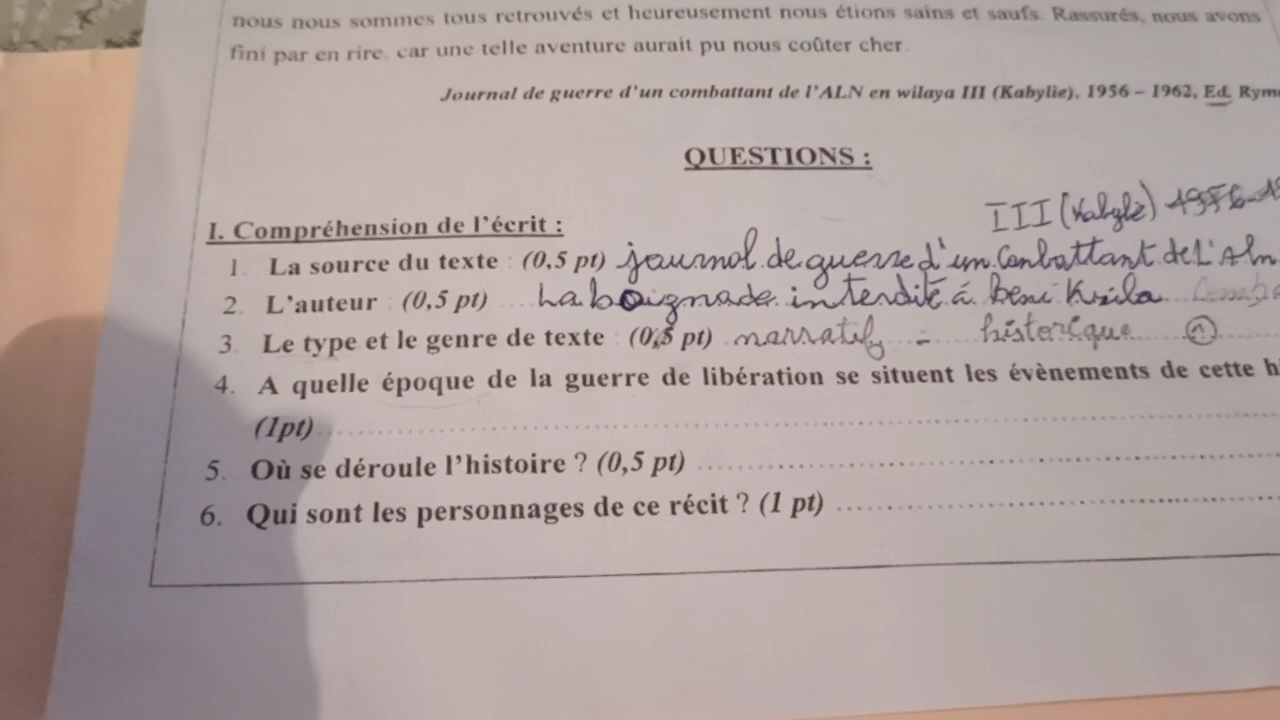 nous nous sommes tous retrouvés et heureusement nous étions sains et saufs. Rassurés, nous avons
fini par en rire, car une telle aventure aurait pu nous coûter cher.
Journal de guerre d'un combattant de l'ALN en wilaya III (Kabylie), 1956 – 1962, Ed. Rym
QUESTIONS :
III (Kabyle)
I. Compréhension de l'écrit :
1. La source du texte : (0,5 pt) journal de guerre d'un Combattant de L'Aln
2. L'auteur : (0,5 pt) La baignade interdite á Beni
3. Le type et le genre de texte : (0,5 pt) narratif - historique
4. A quelle époque de la guerre de libération se situent les évènements de cette h
(1pt)
5. Où se déroule l'histoire ? (0,5 pt)
6. Qui sont les personnages de ce récit ? (1 pt)